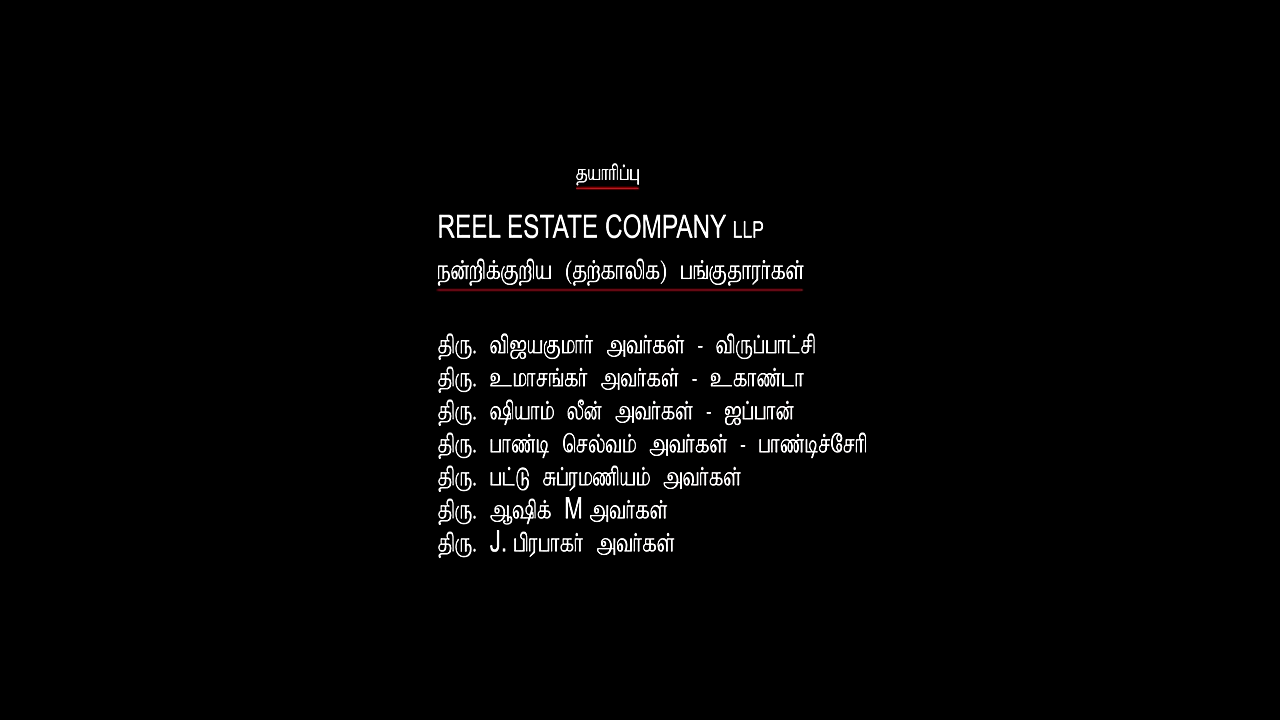 தயாரிப்பு
REEL ESTATE COMPANY LLP
நன்றிக்குறிய (தற்காலிக) பங்குதாரர்கள்
திரு. விஜயகுமார் அவர்கள் - விருப்பாட்சி
திரு. உமாசங்கர் அவர்கள் - உகாண்டா
திரு. ஷியாம் லீன் அவர்கள் - ஜப்பான்
திரு. பாண்டி செல்வம் அவர்கள் - பாண்டிச்சேரி
திரு. பட்டு சுப்ரமணியம் அவர்கள்
திரு. ஆஷிக் M அவர்கள்
திரு. J. பிரபாகர் அவர்கள்